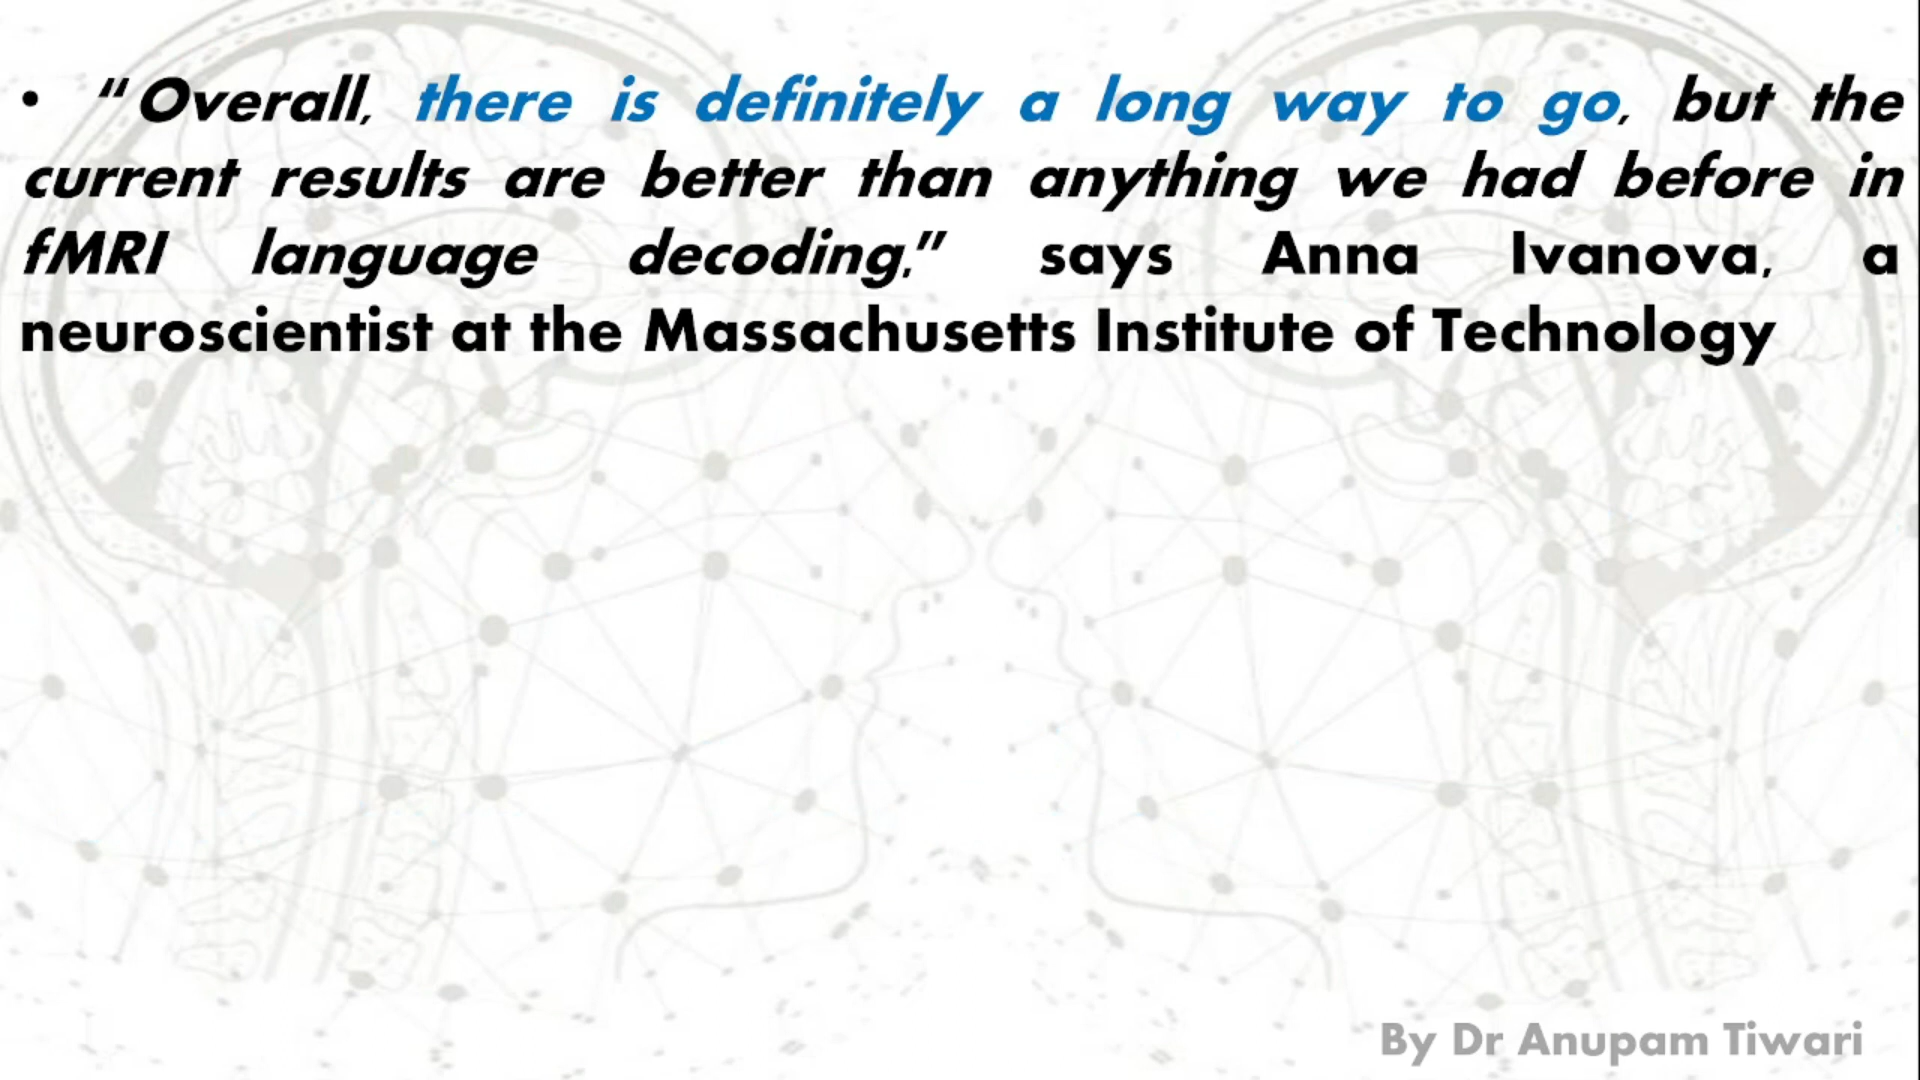 • “Overall, there is definitely a long way to go, but the
current results are better than anything we had before in
fMRI language decoding,” says Anna Ivanova, a
neuroscientist at the Massachusetts Institute of Technology
By Dr Anupam Tiwari